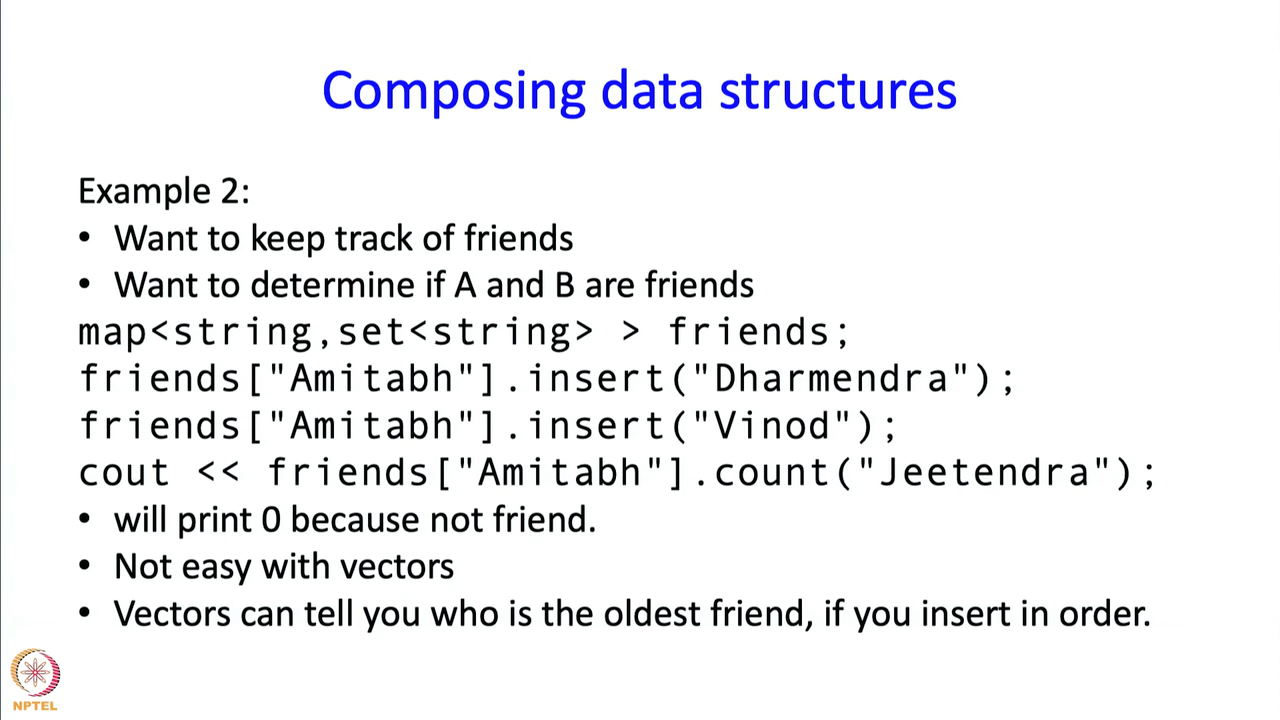 Composing data structures
Example 2:
• Want to keep track of friends
• Want to determine if A and B are friends
map<string,set<string> > friends;
friends["Amitabh"].insert("Dharmendra");
friends["Amitabh"].insert("Vinod");
cout << friends["Amitabh"].count("Jeetendra");
• will print 0 because not friend.
• Not easy with vectors
• Vectors can tell you who is the oldest friend, if you insert in order.
NPTEL